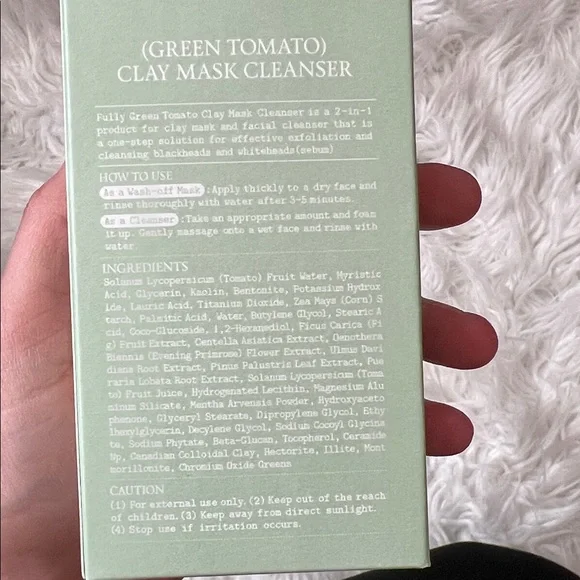 (GREEN TOMATO)
CLAY MASK CLEANSER
Fully Green Tomato Clay Mask Cleanser is a 2-in-1
product for clay mask and facial cleanser that is
a one-step solution for effective exfoliation and
cleansing blackheads and whiteheads(sebum)
HOW TO USE
As a Wash-off Mask :Apply thickly to a dry face and
rinse thoroughly with water after 3-5 minutes.
As a Cleanser :Take an appropriate amount and foam
it up. Gently massage onto a wet face and rinse with
water.
INGREDIENTS
Solanum Lycopersicum (Tomato) Fruit Water, Myristic
Acid, Glycerin, Kaolin, Bentonite, Potassium Hydrox
ide, Lauric Acid, Titanium Dioxide, Zea Mays (Corn) S
tarch, Palmitic Acid, Water, Butylene Glycol, Stearic A
cid, Coco-Glucoside, 1,2-Hexanediol, Ficus Carica (Fi
g) Fruit Extract, Centella Asiatica Extract, Oenothera
Biennis (Evening Primrose) Flower Extract, Ulmus Davi
diana Root Extract, Pinus Palustris Leaf Extract, Pue
raria Lobata Root Extract, Solanum Lycopersicum (Toma
to) Fruit Juice, Hydrogenated Lecithin, Magnesium Alu
minum Silicate, Mentha Arvensis Powder, Hydroxyaceto
phenone, Glyceryl Stearate, Dipropylene Glycol, Ethy
lhexylglycerin, Decylene Glycol, Sodium Cocoyl Glycina
te, Sodium Phytate, Beta-Glucan, Tocopherol, Ceramide
Np, Canadian Colloidal Clay, Hectorite, Illite, Mont
morillonite, Chromium Oxide Greens
CAUTION
(1) For external use only. (2) Keep out of the reach
of children. (3) Keep away from direct sunlight.
(4) Stop use if irritation occurs.